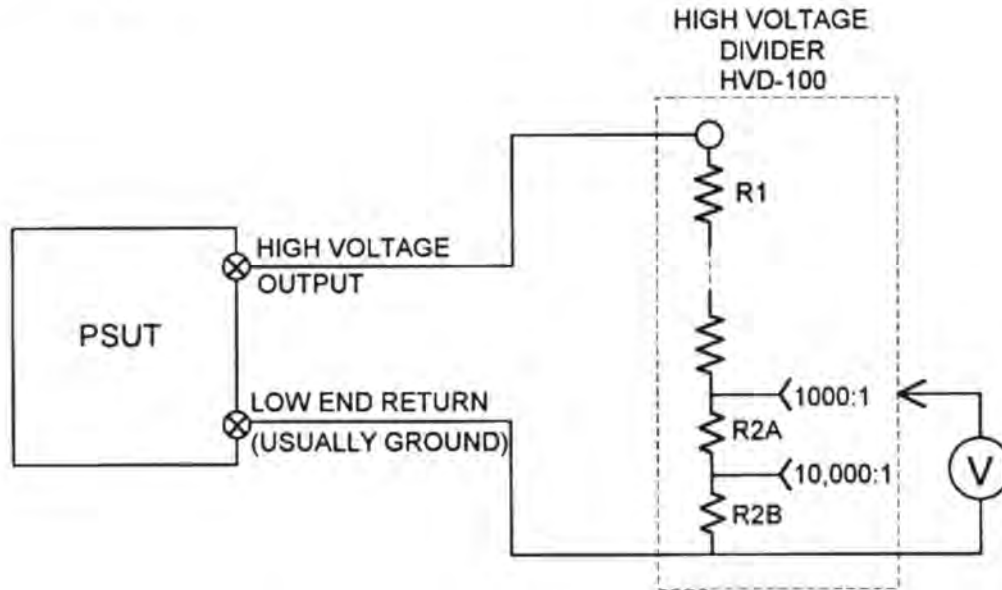 HIGH VOLTAGE
DIVIDER
HVD-100
R1
HIGH VOLTAGE
OUTPUT
PSUT
LOW END RETURN
(USUALLY GROUND)
1000:1
R2A
10,000:1
R2B
V